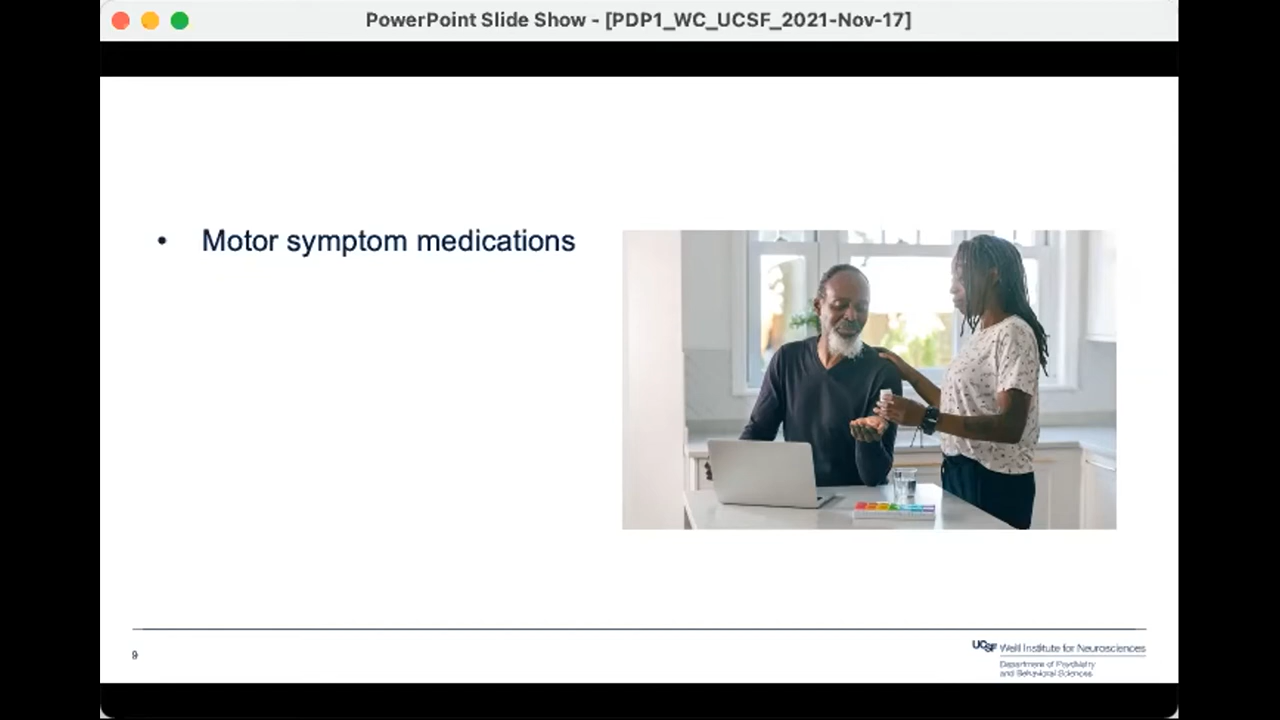 PowerPoint Slide Show - [PDP1_WC_UCSF_2021-Nov-17]
• Motor symptom medications
9
UCSF Weill Institute for Neurosciences
Department of Psychiatry
and Behavioral Sciences